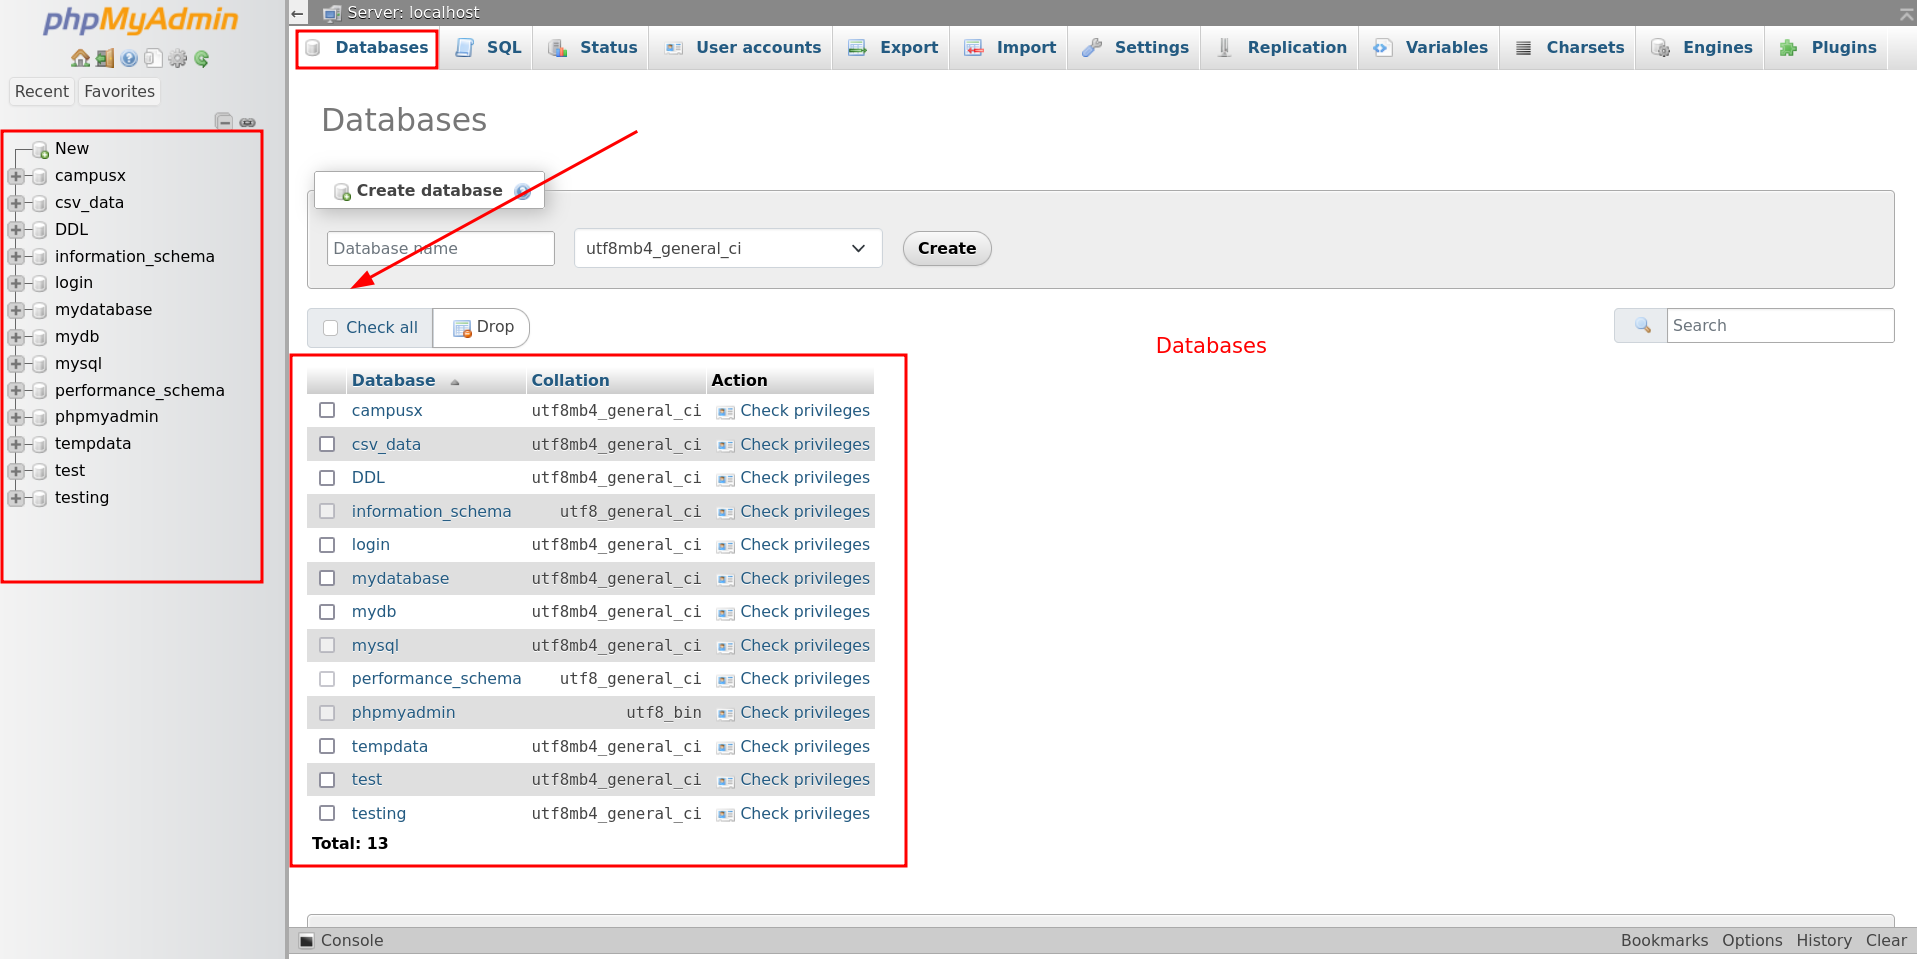 phpMyAdmin
Recent Favorites
New
campusx
csv_data
DDL
information_schema
login
mydatabase
mydb
mysql
performance_schema
phpmyadmin
tempdata
test
testing
Server: localhost
Databases SQL Status User accounts Export Import Settings Replication Variables Charsets Engines Plugins
Databases
Create database
Database name utf8mb4_general_ci Create
Check all Drop Search
Databases
Database Collation Action
campusx utf8mb4_general_ci Check privileges
csv_data utf8mb4_general_ci Check privileges
DDL utf8mb4_general_ci Check privileges
information_schema utf8_general_ci Check privileges
login utf8mb4_general_ci Check privileges
mydatabase utf8mb4_general_ci Check privileges
mydb utf8mb4_general_ci Check privileges
mysql utf8mb4_general_ci Check privileges
performance_schema utf8_general_ci Check privileges
phpmyadmin utf8_bin Check privileges
tempdata utf8mb4_general_ci Check privileges
test utf8mb4_general_ci Check privileges
testing utf8mb4_general_ci Check privileges
Total: 13
Console Bookmarks Options History Clear